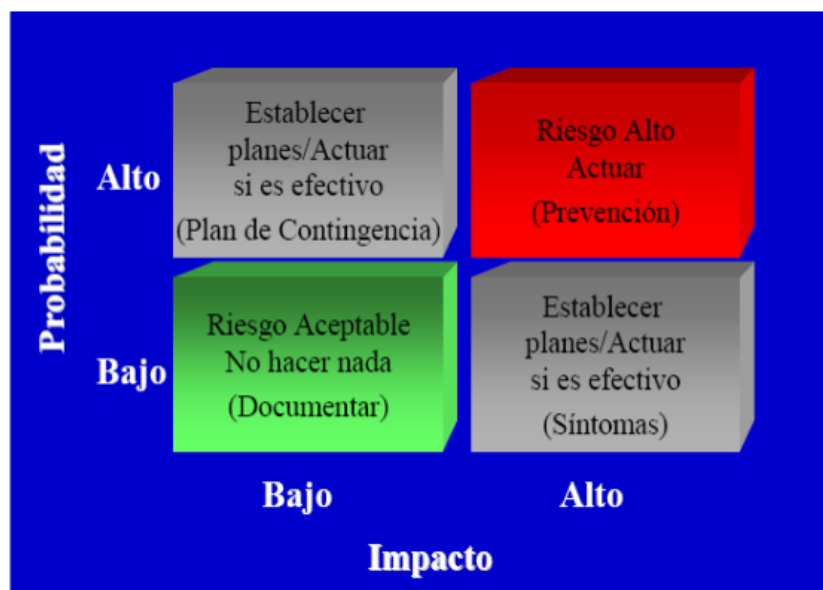 Probabilidad
Alto
Establecer
planes/Actuar
si es efectivo
(Plan de Contingencia)
Riesgo Alto
Actuar
(Prevención)
Bajo
Riesgo Aceptable
No hacer nada
(Documentar)
Establecer
planes/Actuar
si es efectivo
(Síntomas)
Bajo
Alto
Impacto